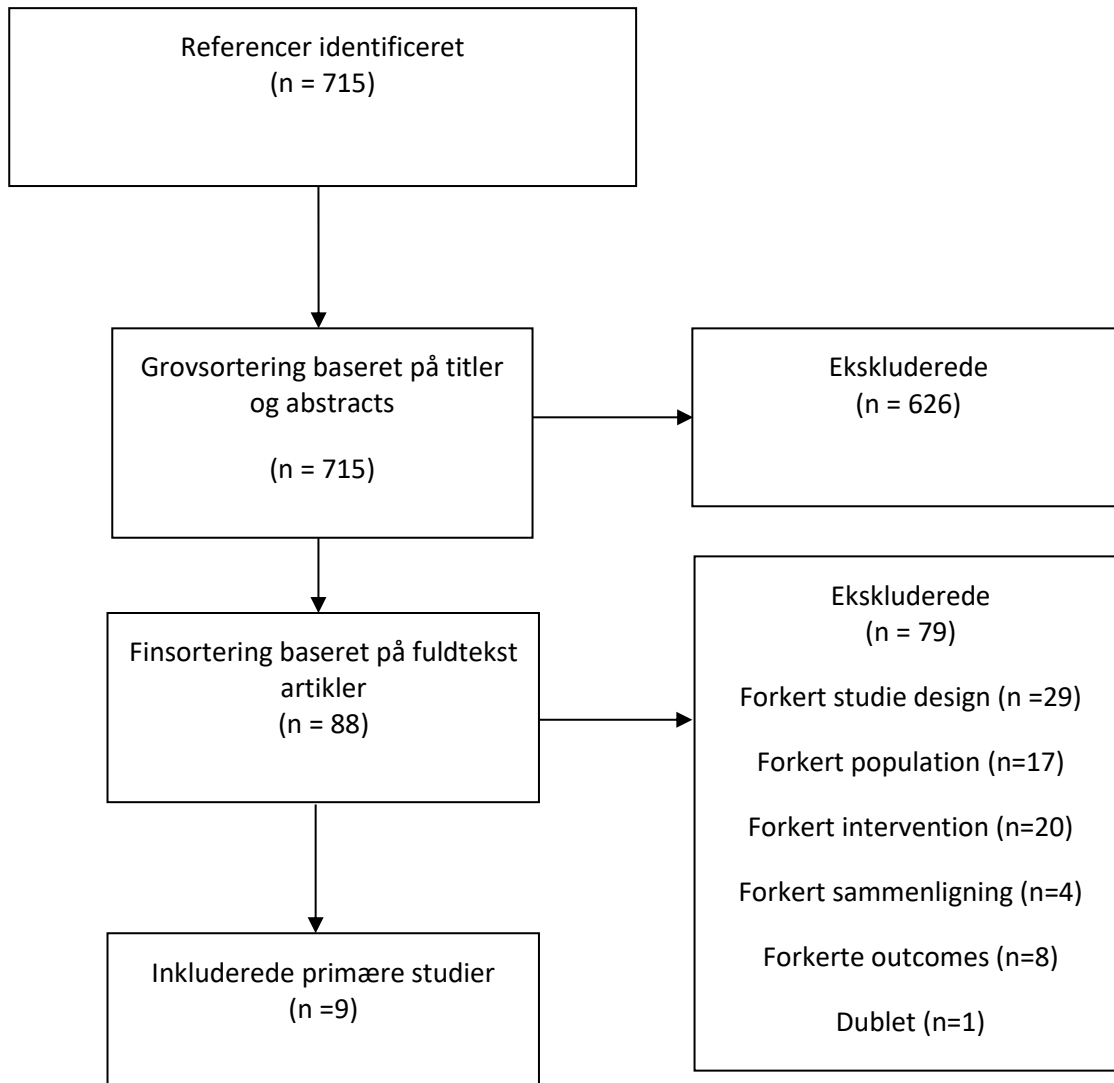 Referencer identificeret
(n = 715)
Grovsortering baseret på titler
og abstracts
(n = 715)
Ekskluderede
(n = 626)
Finsortering baseret på fuldtekst
artikler
(n = 88)
Ekskluderede
(n = 79)
Forkert studie design (n =29)
Forkert population (n=17)
Forkert intervention (n=20)
Forkert sammenligning (n=4)
Forkerte outcomes (n=8)
Dublet (n=1)
Inkluderede primære studier
(n =9)